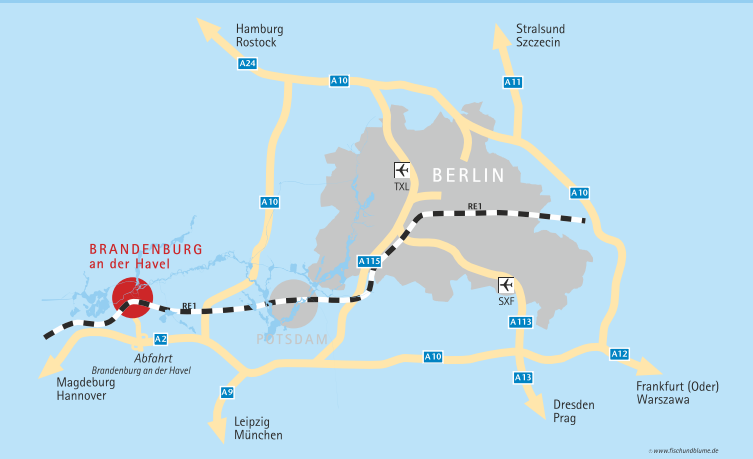 Hamburg
Rostock
Stralsund
Szczecin
A24
A10
A11
TXL
BERLIN
A10
A10
RE1
BRANDENBURG
an der Havel
A115
SXF
RE1
A113
POTSDAM
A2
Abfahrt
Brandenburg an der Havel
A10
A12
Magdeburg
Hannover
A9
A13
Frankfurt (Oder)
Warszawa
Leipzig
München
Dresden
Prag
© www.fischundblume.de